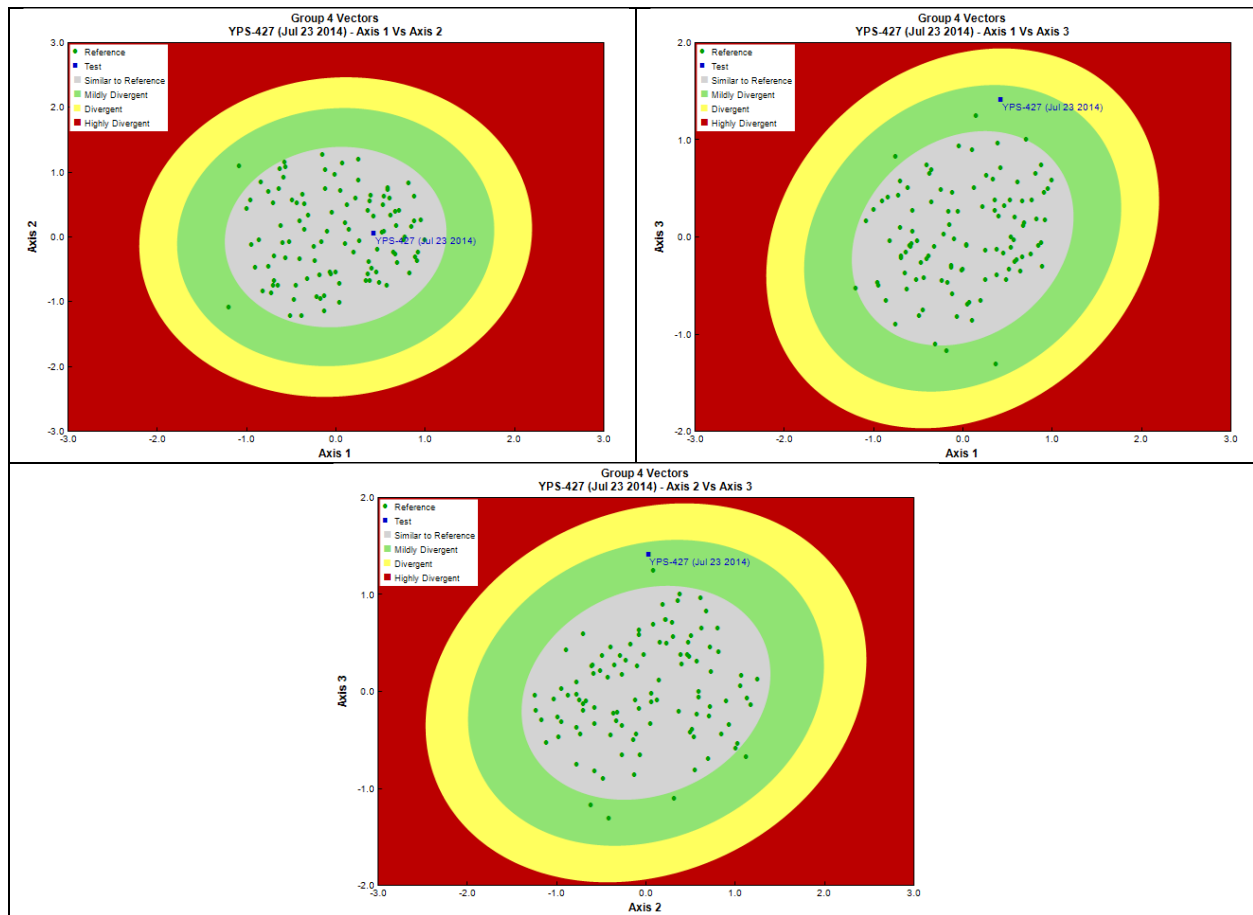 Group 4 Vectors
YPS-427 (Jul 23 2014) - Axis 1 Vs Axis 2
3.0
2.0
1.0
0.0
-1.0
-2.0
-3.0
Axis 2
Reference
Test
Similar to Reference
Mildly Divergent
Divergent
Highly Divergent
YPS-427 (Jul 23 2014)
-3.0 -2.0 -1.0 0.0 1.0 2.0 3.0
Axis 1
Group 4 Vectors
YPS-427 (Jul 23 2014) - Axis 1 Vs Axis 3
2.0
1.0
0.0
-1.0
-2.0
Axis 3
Reference
Test
Similar to Reference
Mildly Divergent
Divergent
Highly Divergent
YPS-427 (Jul 23 2014)
-3.0 -2.0 -1.0 0.0 1.0 2.0 3.0
Axis 1
Group 4 Vectors
YPS-427 (Jul 23 2014) - Axis 2 Vs Axis 3
2.0
1.0
0.0
-1.0
-2.0
Axis 3
Reference
Test
Similar to Reference
Mildly Divergent
Divergent
Highly Divergent
YPS-427 (Jul 23 2014)
-3.0 -2.0 -1.0 0.0 1.0 2.0 3.0
Axis 2